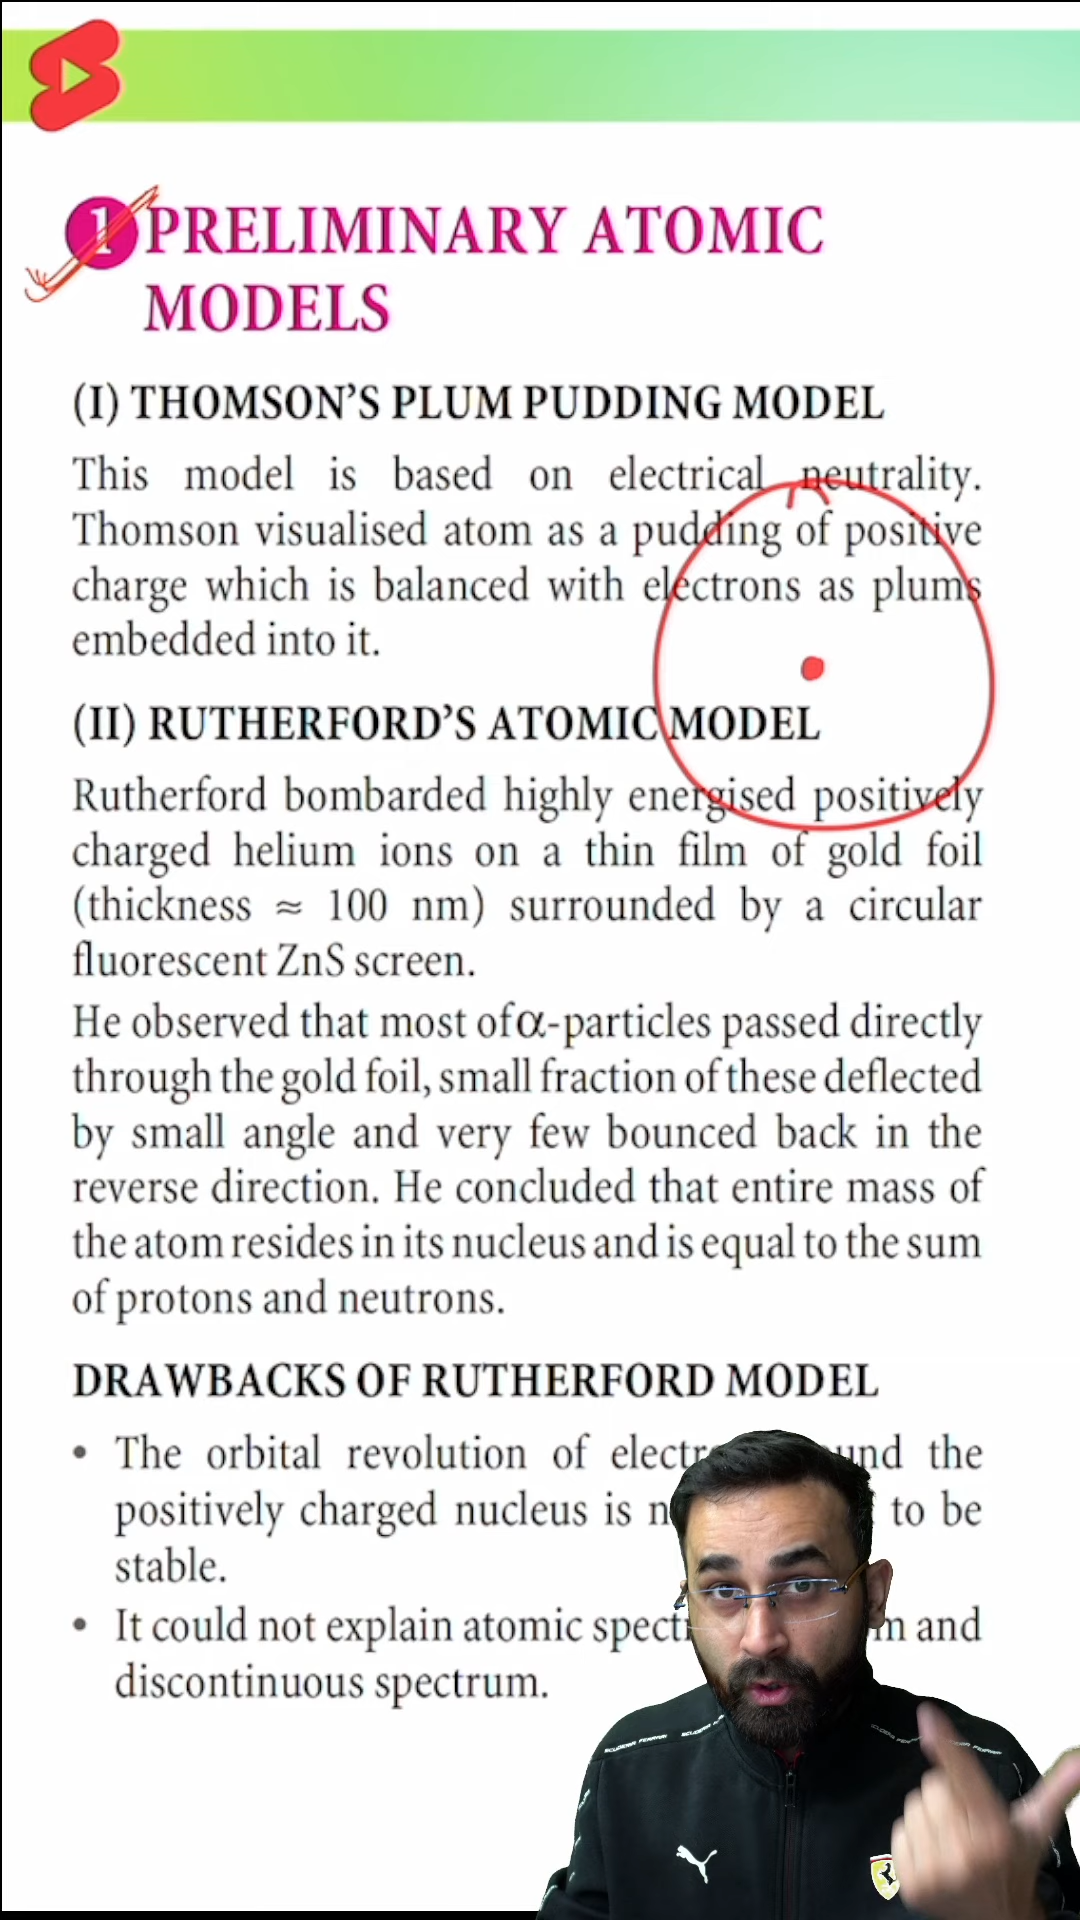 1 PRELIMINARY ATOMIC
MODELS
(I) THOMSON'S PLUM PUDDING MODEL
This model is based on electrical neutrality.
Thomson visualised atom as a pudding of positive
charge which is balanced with electrons as plums
embedded into it.
(II) RUTHERFORD'S ATOMIC MODEL
Rutherford bombarded highly energised positively
charged helium ions on a thin film of gold foil
(thickness ≈ 100 nm) surrounded by a circular
fluorescent ZnS screen.
He observed that most of α-particles passed directly
through the gold foil, small fraction of these deflected
by small angle and very few bounced back in the
reverse direction. He concluded that entire mass of
the atom resides in its nucleus and is equal to the sum
of protons and neutrons.
DRAWBACKS OF RUTHERFORD MODEL
• The orbital revolution of the
positively charged nucleus is to be
stable.
• It could not explain atomic and
discontinuous spectrum.
SCUDERIA FERRARI